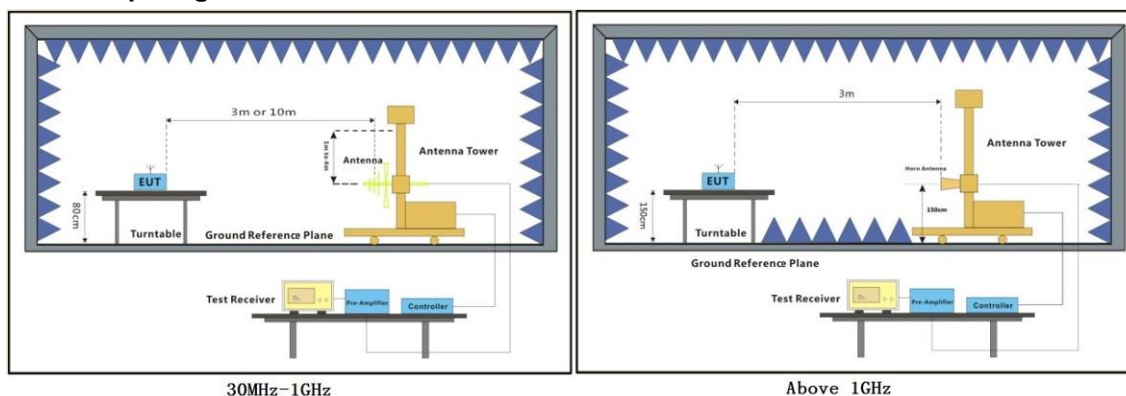 3m or 10m
1m to 4m
Antenna
Antenna Tower
EUT
80cm
Turntable
Ground Reference Plane
Test Receiver
Pre-Amplifier
Controller
30MHz-1GHz
3m
Antenna Tower
Horn Antenna
EUT
150cm
150cm
Turntable
Ground Reference Plane
Test Receiver
Pre-Amplifier
Controller
Above 1GHz